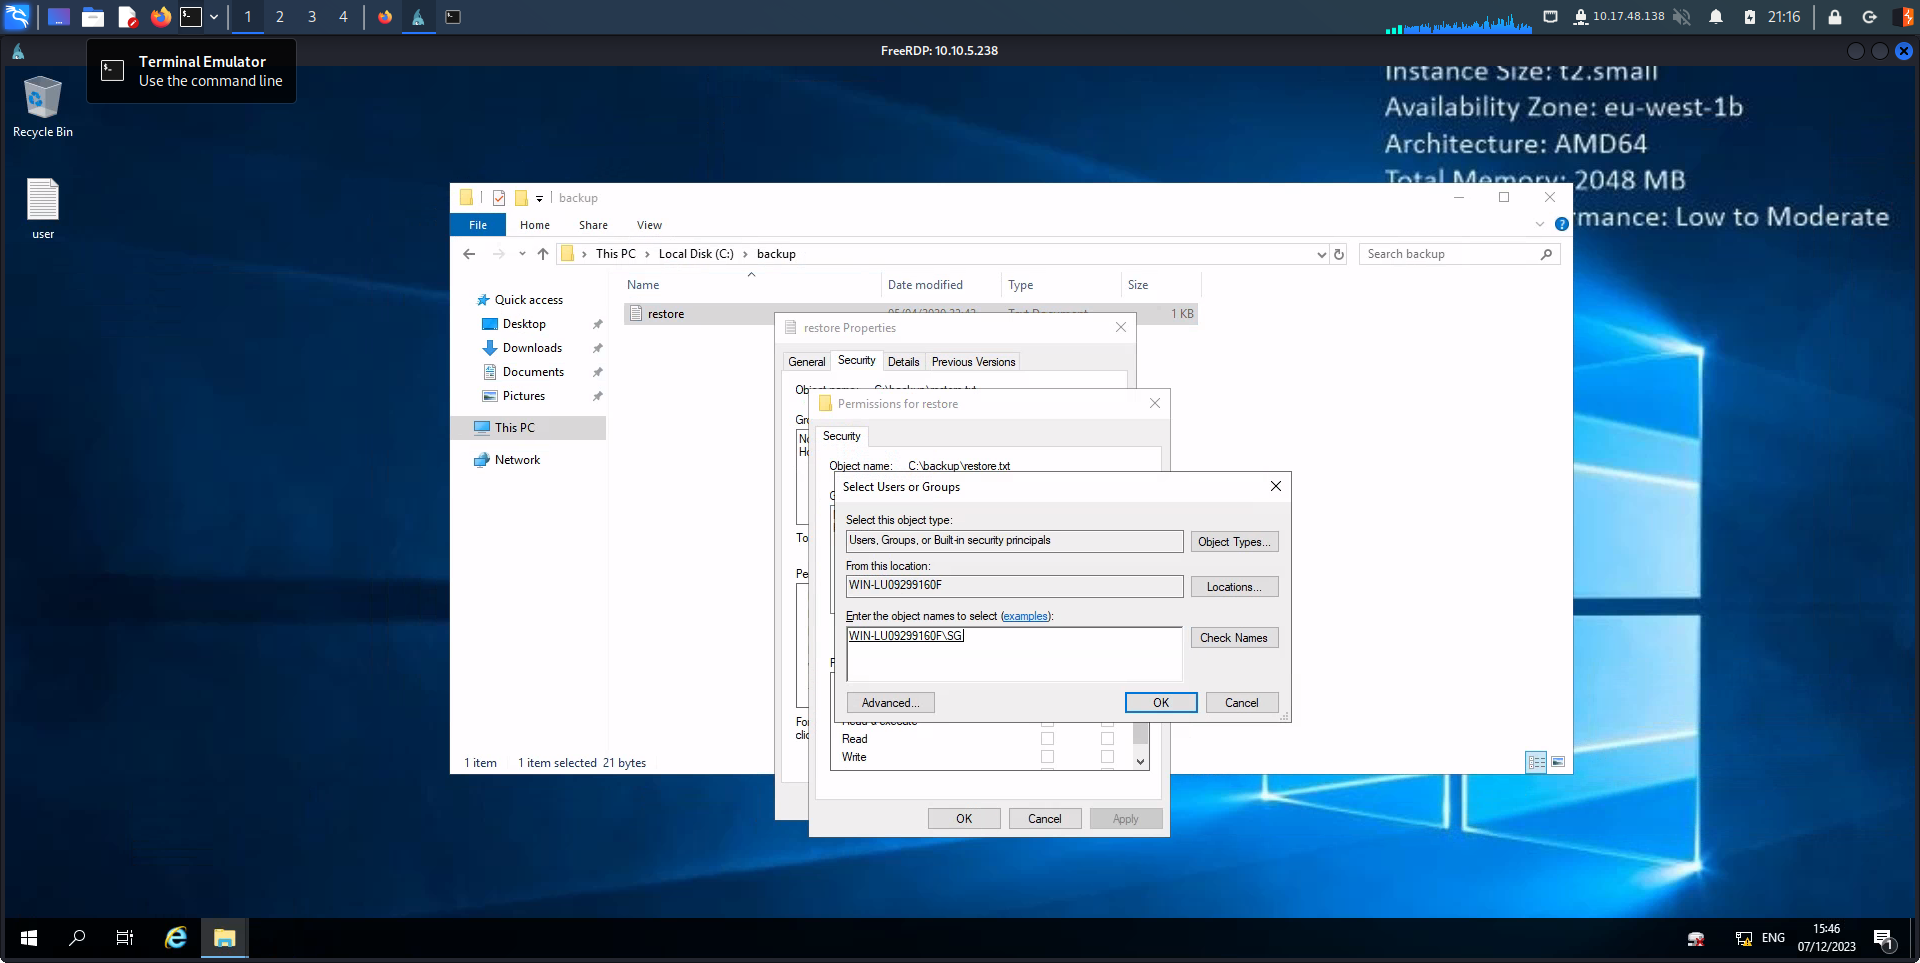 1
2
3
4
10.17.48.138
21:16
FreeRDP: 10.10.5.238
Terminal Emulator
Use the command line
Instance Size: t2.small
Availability Zone: eu-west-1b
Architecture: AMD64
Total Memory: 2048 MB
rmance: Low to Moderate
Recycle Bin
user
backup
File
Home
Share
View
This PC
Local Disk (C:)
backup
Search backup
Name
Date modified
Type
Size
restore
1 KB
Quick access
Desktop
Downloads
Documents
Pictures
This PC
Network
1 item
1 item selected
21 bytes
restore Properties
General
Security
Details
Previous Versions
Permissions for restore
Security
Object name:
C:\backup\restore.txt
Select Users or Groups
Select this object type:
Users, Groups, or Built-in security principals
Object Types...
From this location:
WIN-LU09299160F
Locations...
Enter the object names to select (examples):
WIN-LU09299160F\SG
Check Names
Advanced...
OK
Cancel
Read & execute
Read
Write
OK
Cancel
Apply
ENG
15:46
07/12/2023
1